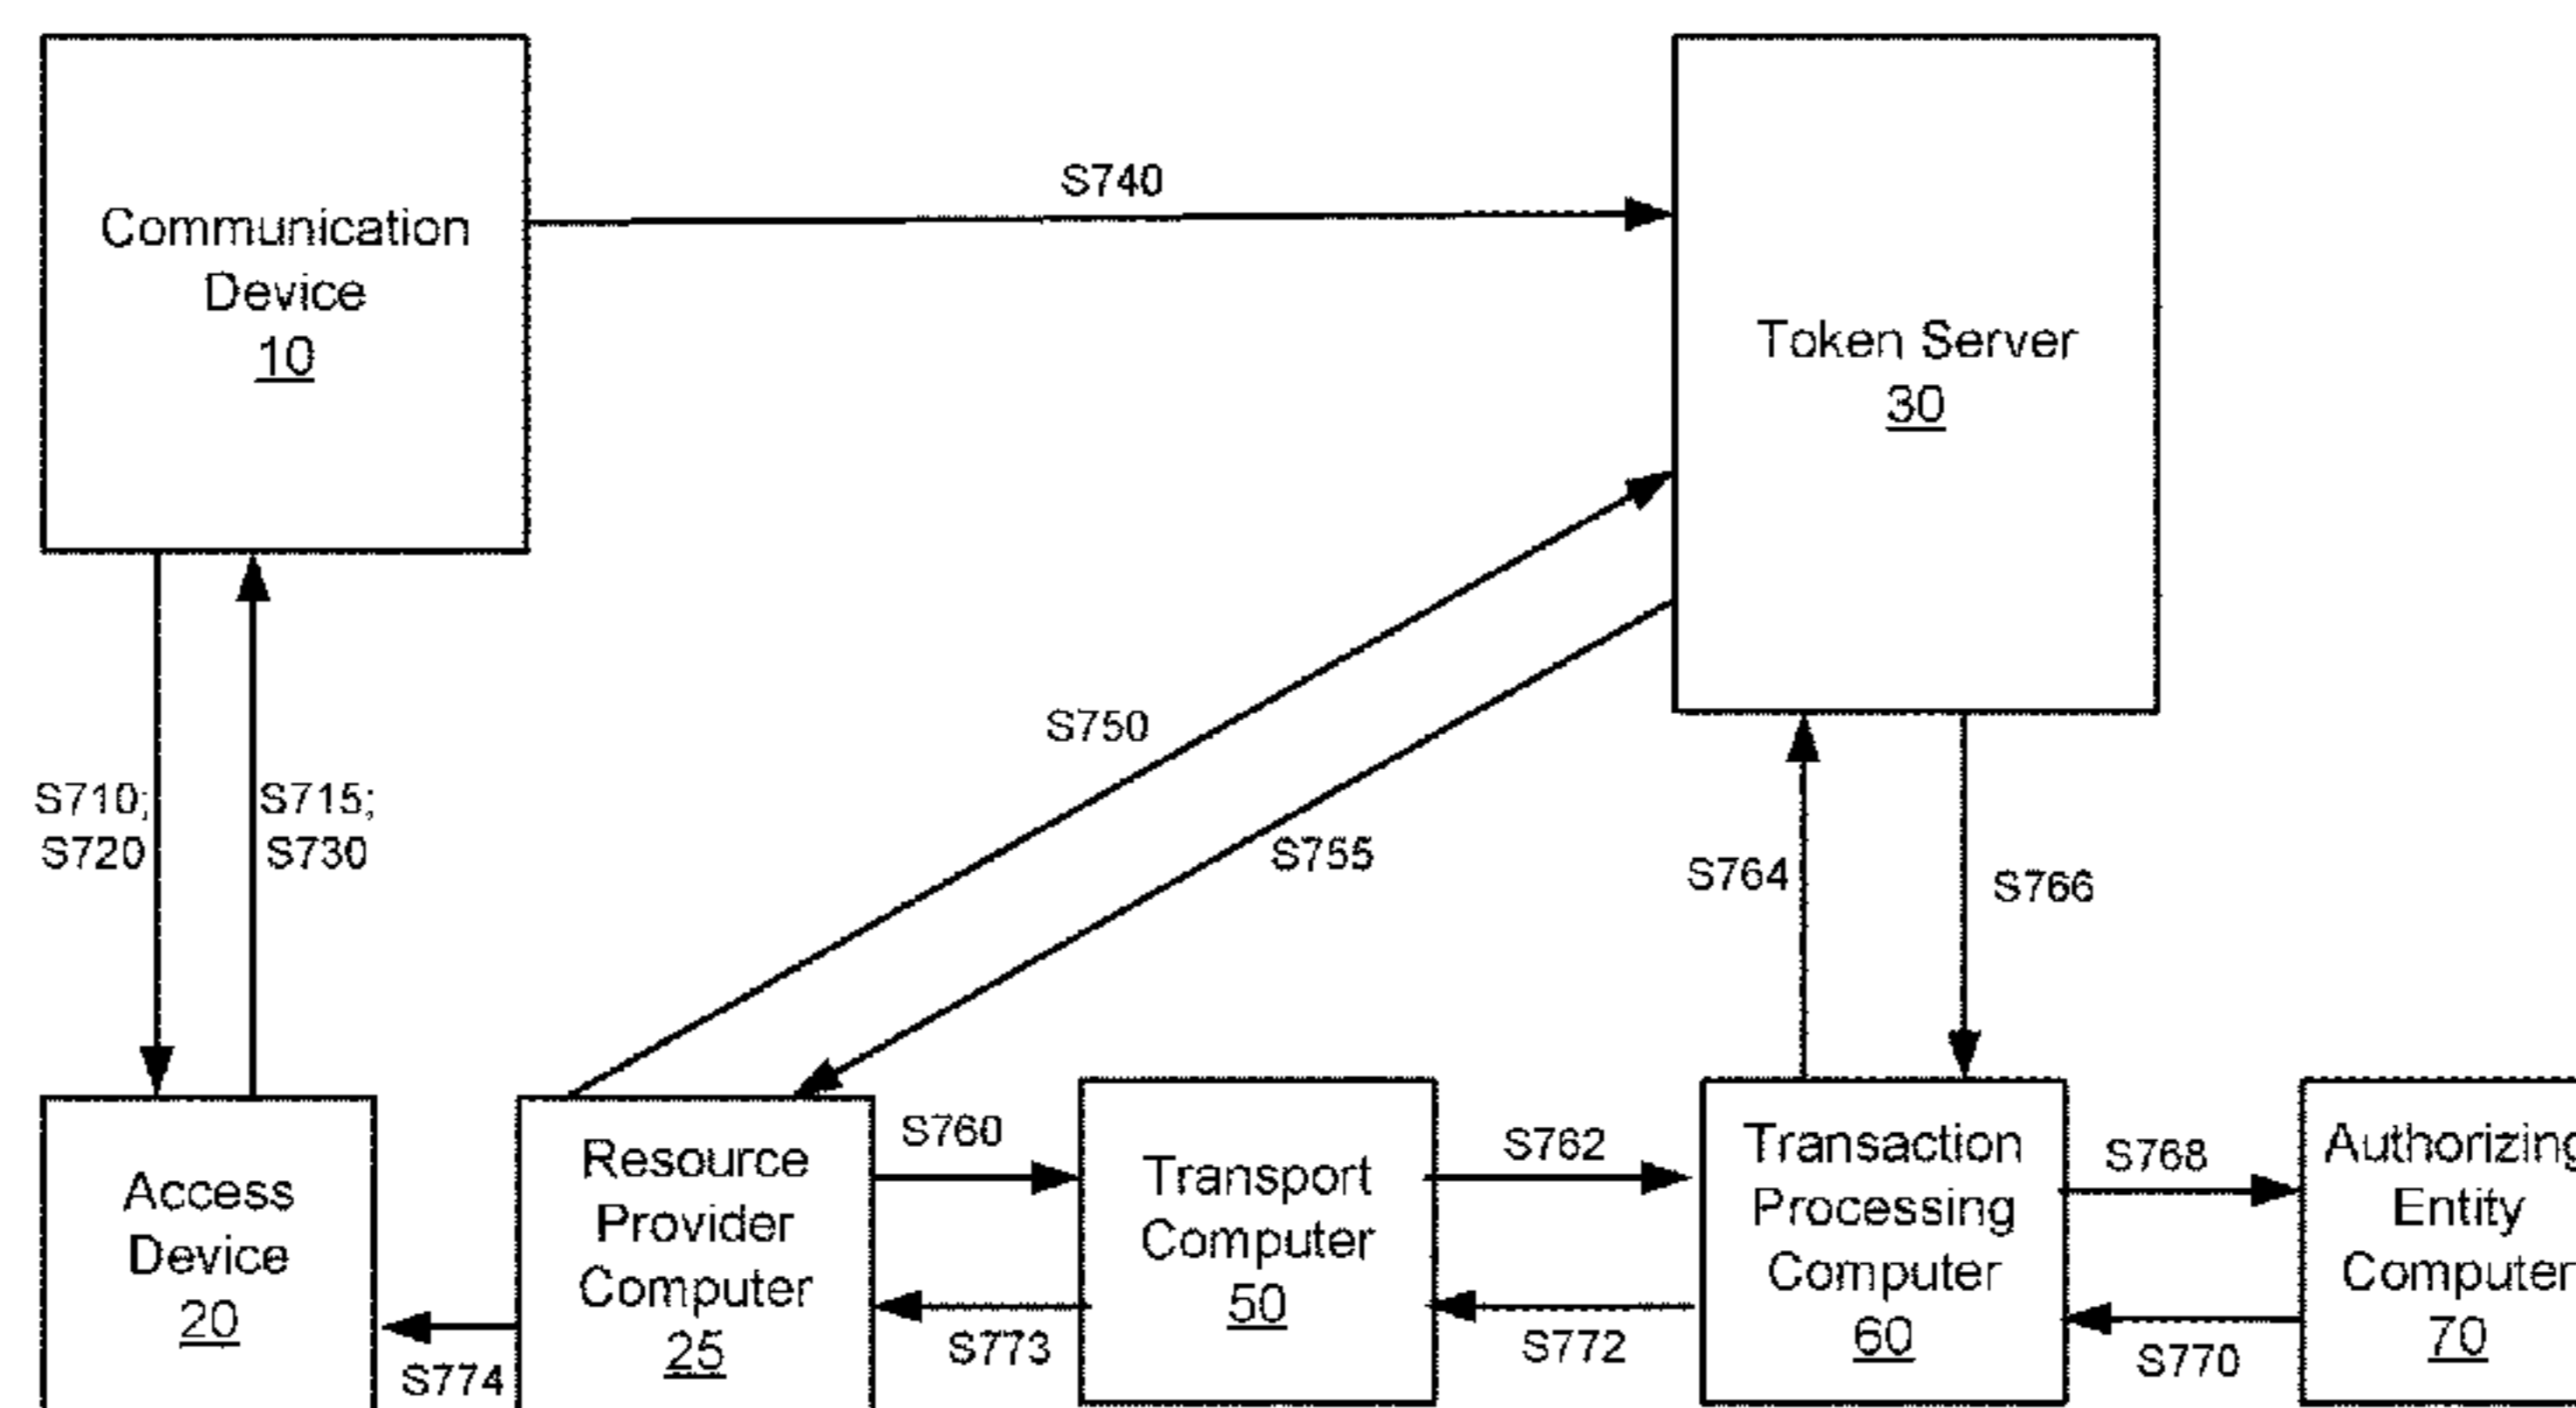 Communication
Device
10
S740
Token Server
30
S750
S755
S710;
S720
S715;
S730
S764
S766
Access
Device
20
S774
Resource
Provider
Computer
25
S760
S773
Transport
Computer
50
S762
S772
Transaction
Processing
Computer
60
S768
S770
Authorizing
Entity
Computer
70